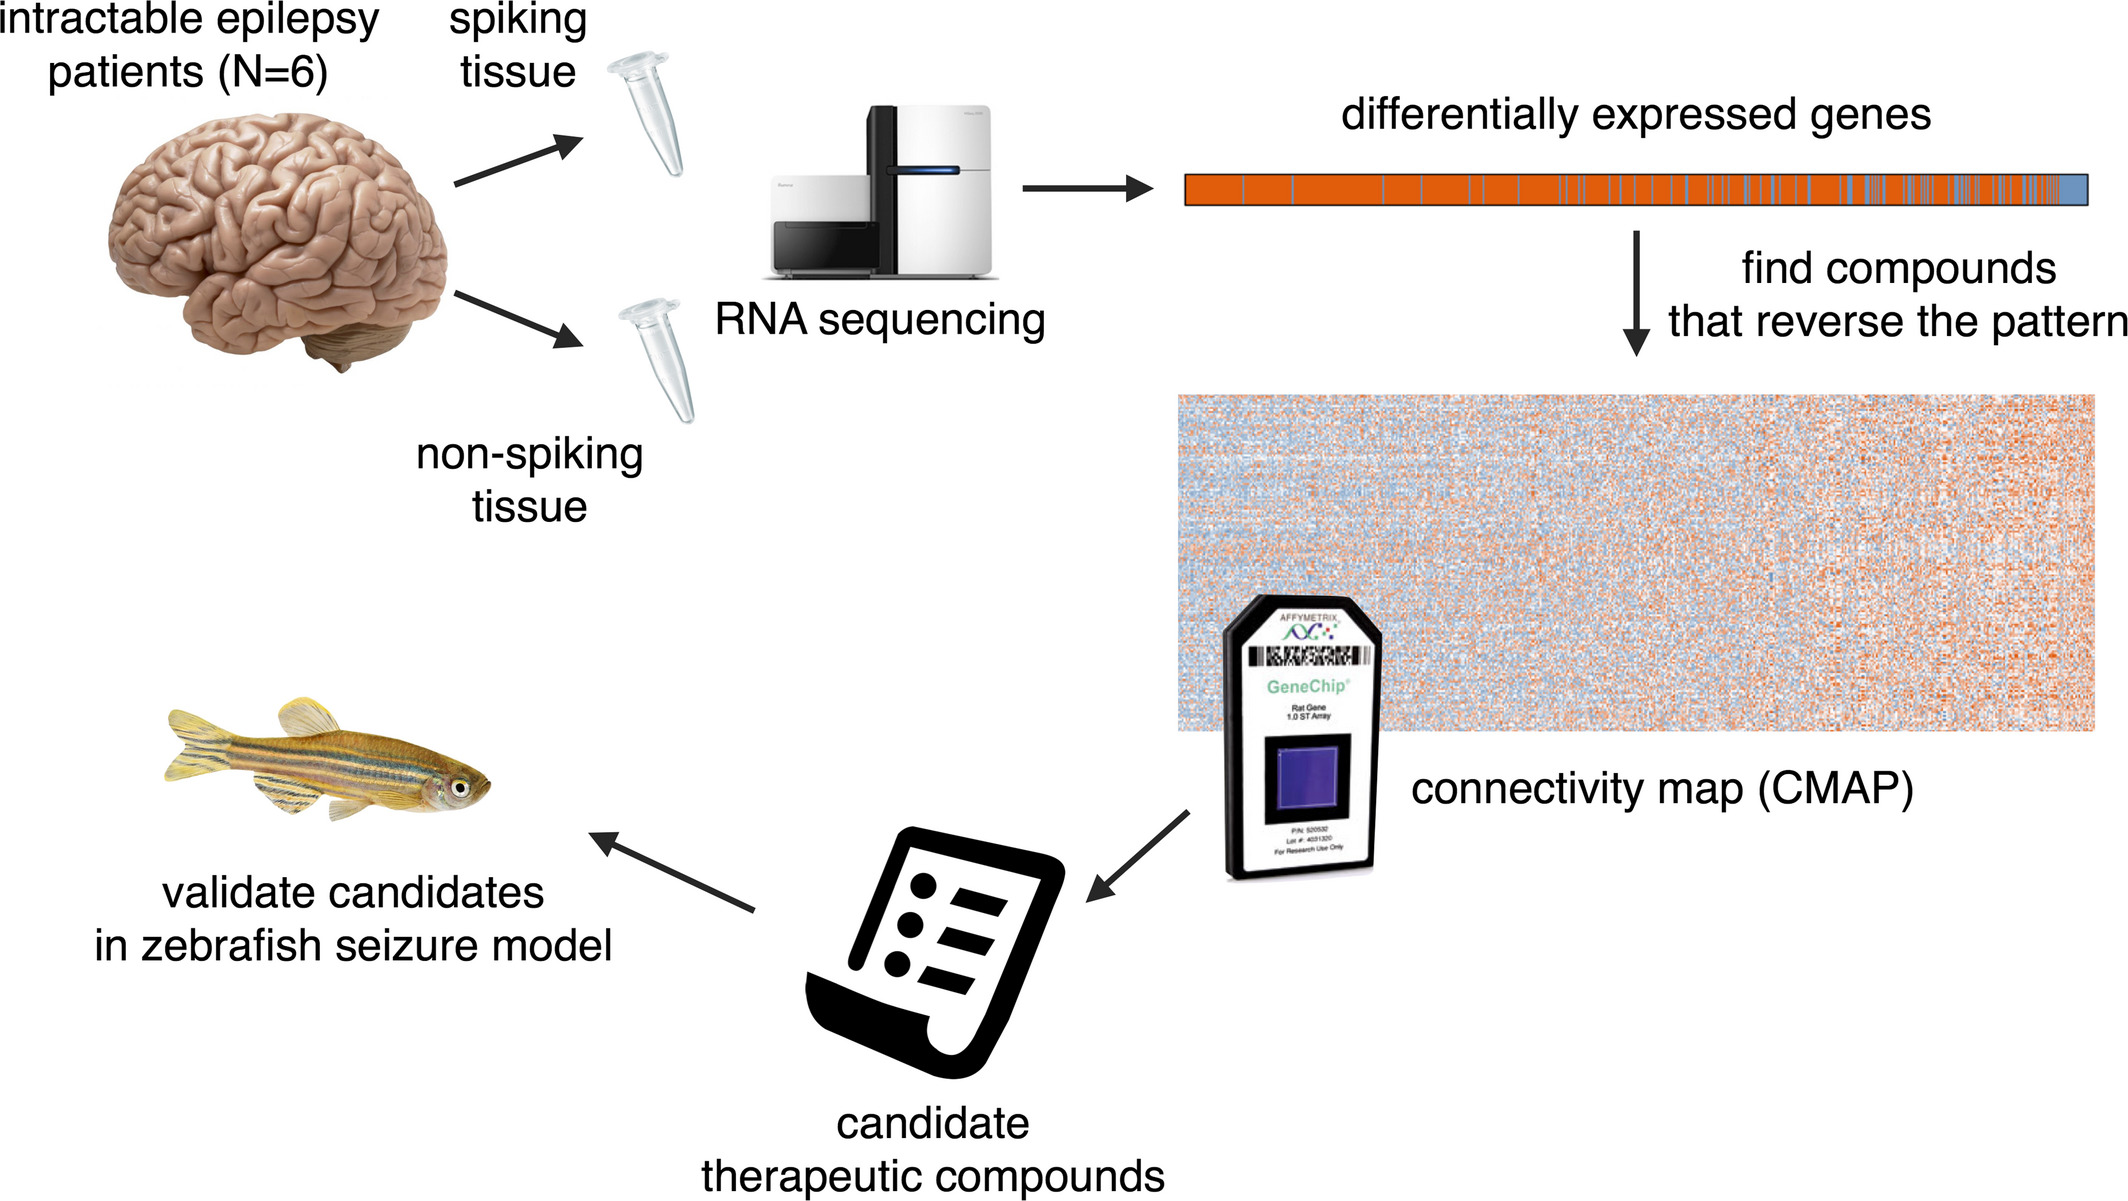 intractable epilepsy
patients (N=6)
spiking
tissue
non-spiking
tissue
RNA sequencing
differentially expressed genes
find compounds
that reverse the pattern
AFFYMETRIX
GeneChip®
Rat Gene
1.0 ST Array
P/N: 520532
Lot #: 4031320
For Research Use Only
connectivity map (CMAP)
candidate
therapeutic compounds
validate candidates
in zebrafish seizure model